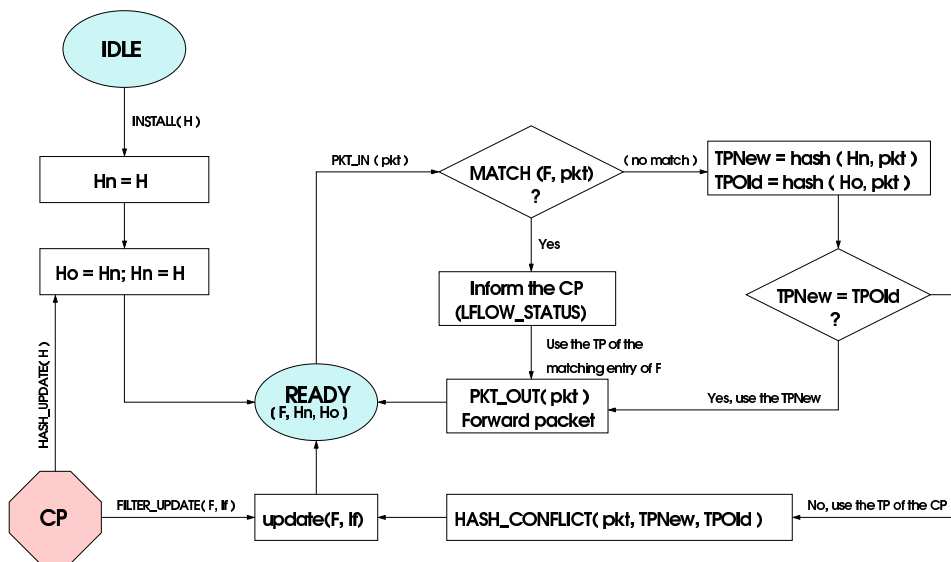 IDLE
INSTALL( H )
Hn = H
Ho = Hn; Hn = H
PKT_IN ( pkt )
MATCH (F, pkt)
?
( no match )
TPNew = hash ( Hn, pkt )
TPOld = hash ( Ho, pkt )
Yes
Inform the CP
(LFLOW_STATUS)
TPNew = TPOld
?
Use the TP of the
matching entry of F
HASH_UPDATE( H )
READY
( F, Hn, Ho )
PKT_OUT( pkt )
Forward packet
Yes, use the TPNew
CP
FILTER_UPDATE( F, lf )
update(F, lf)
HASH_CONFLICT( pkt, TPNew, TPOld )
No, use the TP of the CP